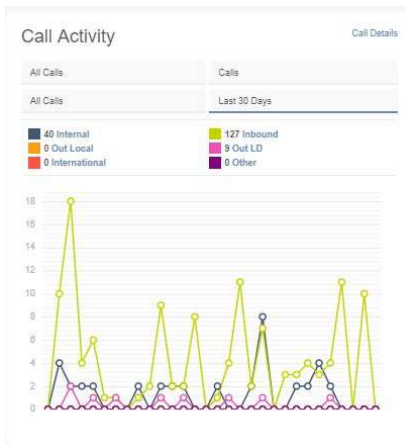 Call Activity
Call Details
All Calls
Calls
All Calls
Last 30 Days
40 Internal
127 Inbound
0 Out Local
9 Out LD
0 International
0 Other
18
16
14
12
10
8
6
4
2
0